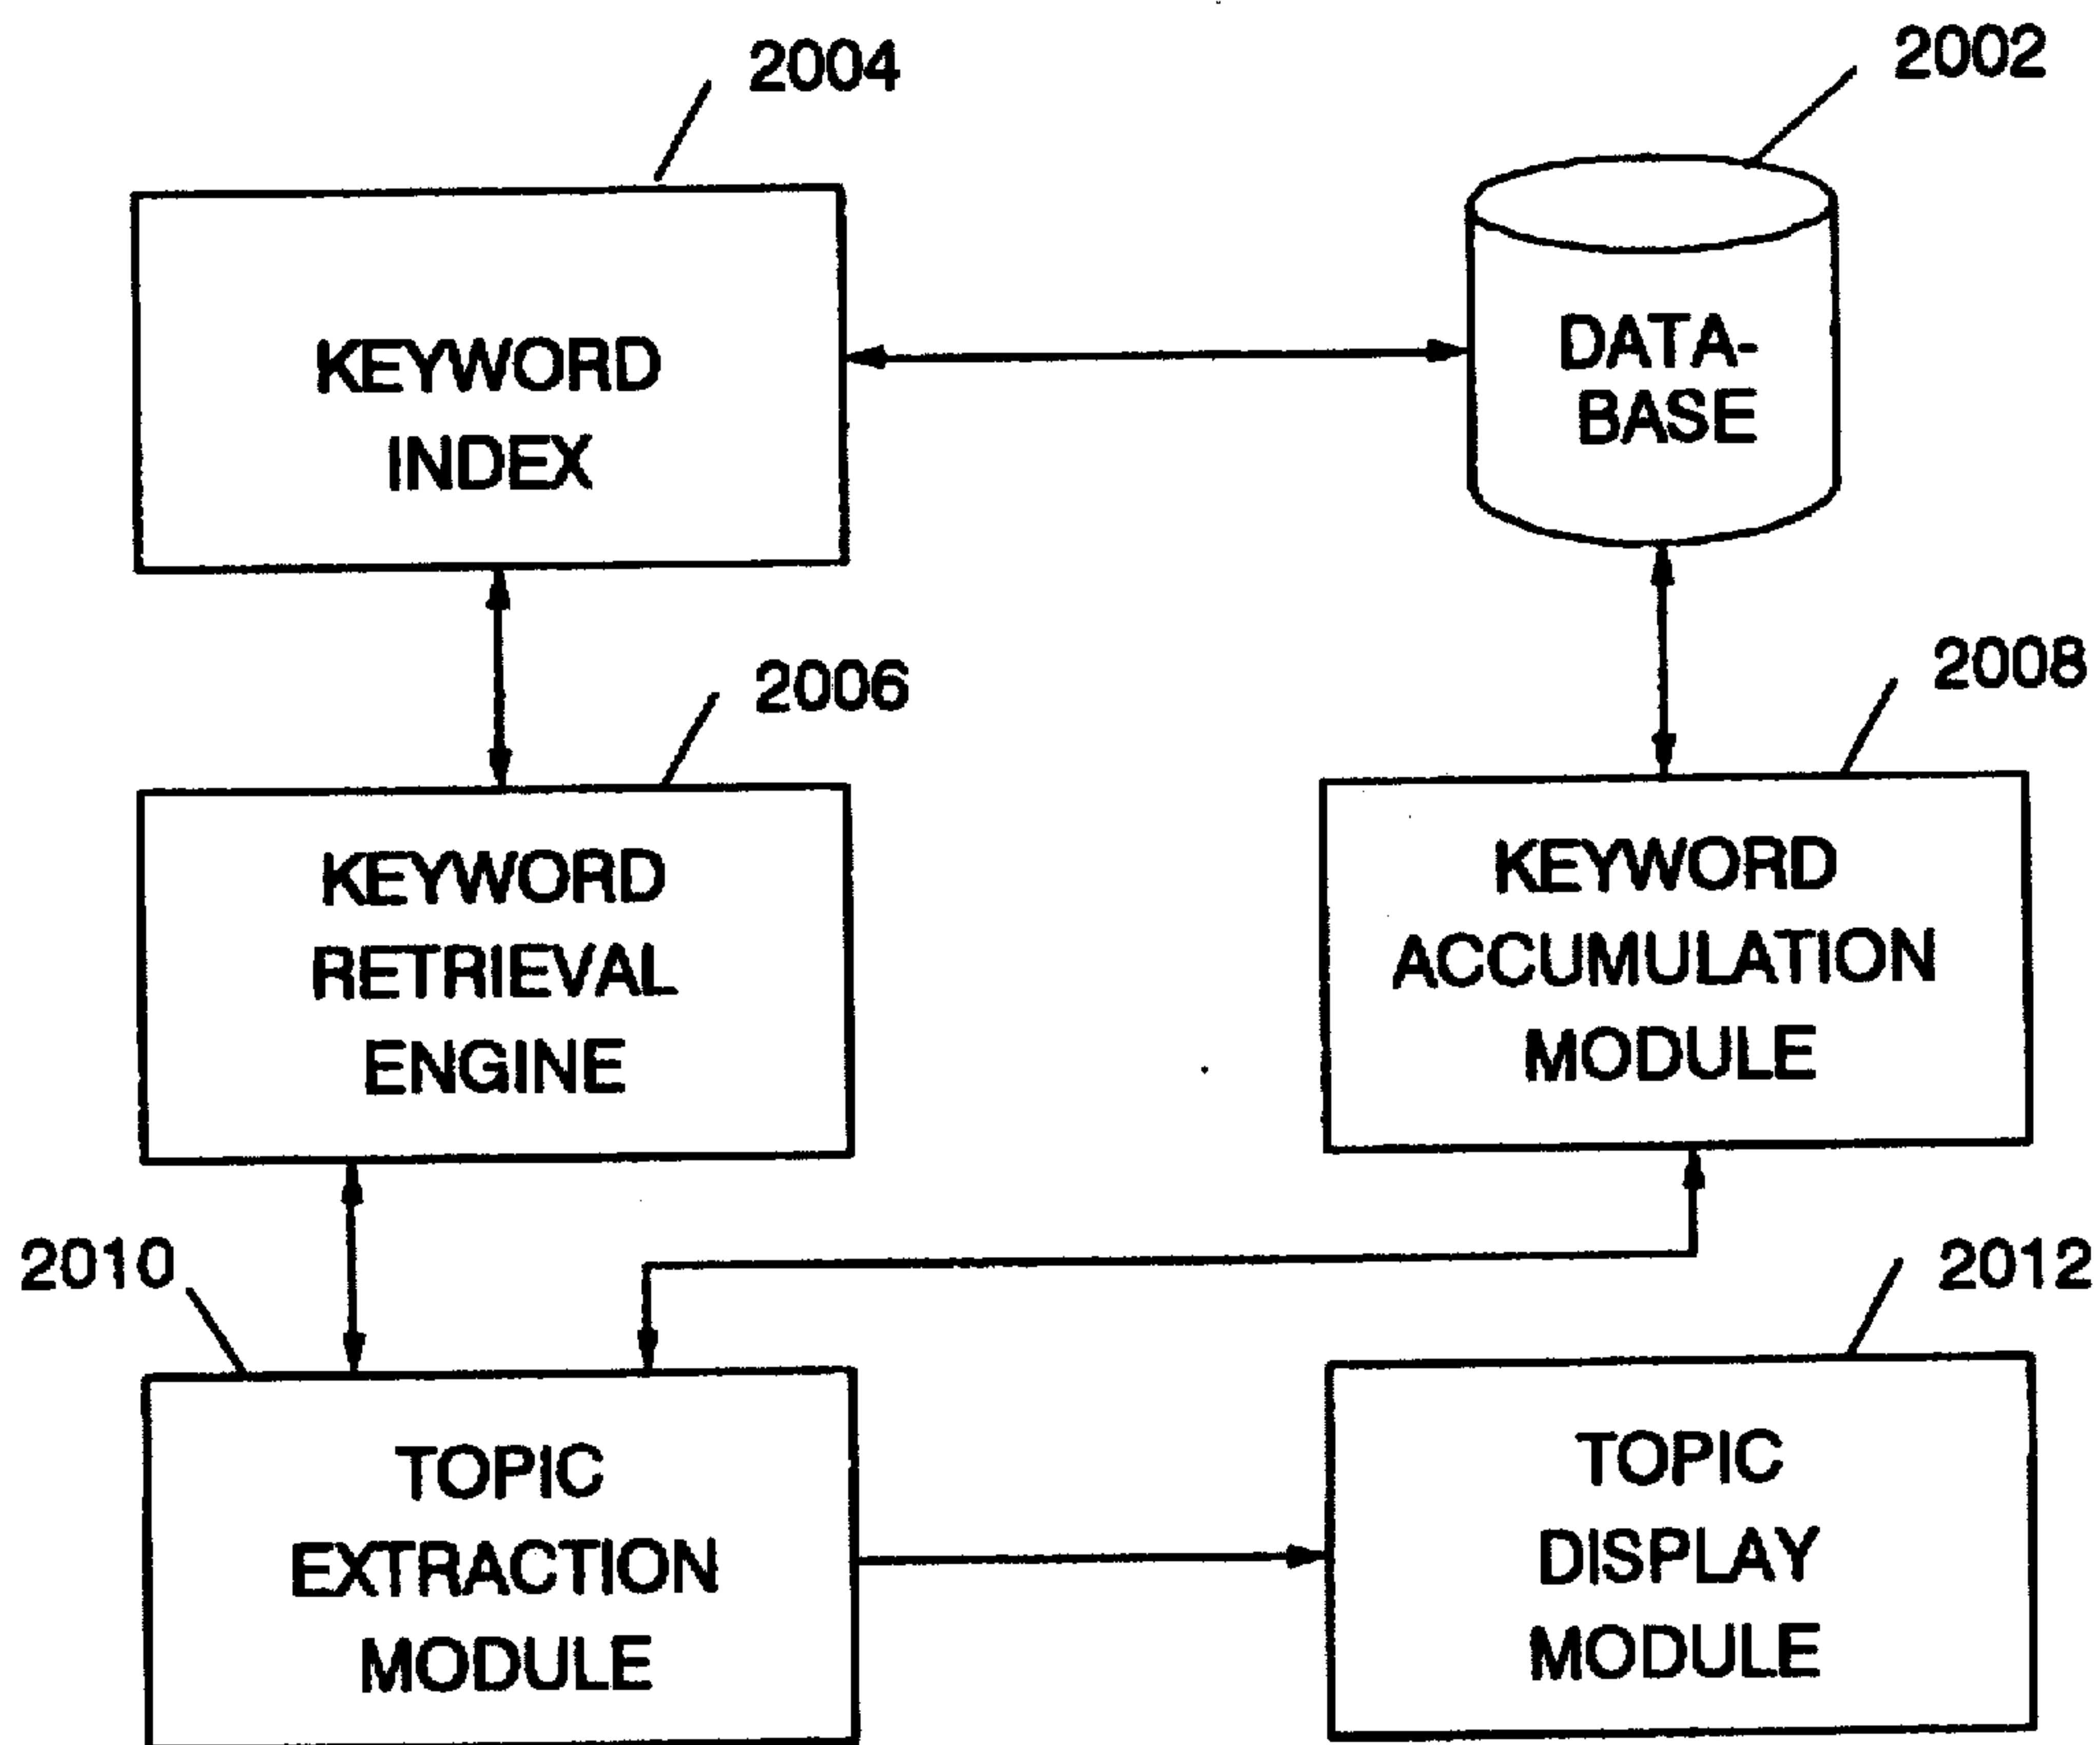 2004
2002
KEYWORD
INDEX
DATA-
BASE
2006
2008
KEYWORD
RETRIEVAL
ENGINE
KEYWORD
ACCUMULATION
MODULE
2010
2012
TOPIC
EXTRACTION
MODULE
TOPIC
DISPLAY
MODULE